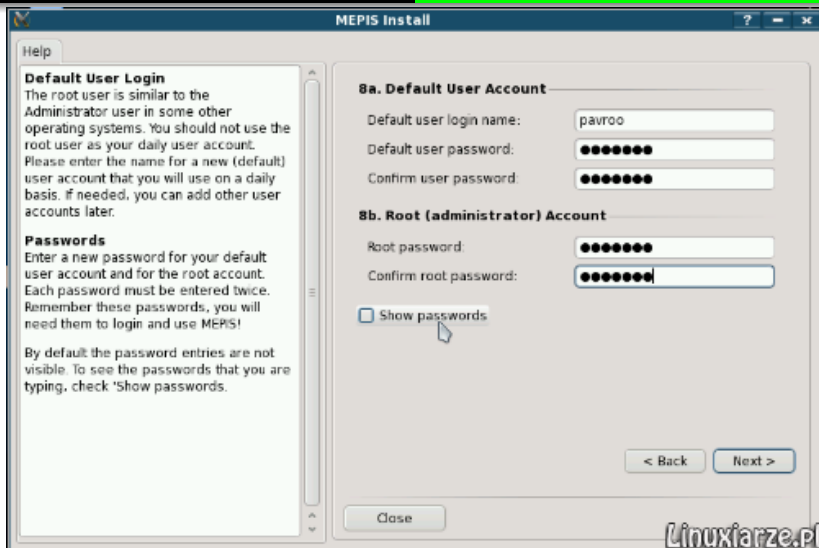 MEPIS Install
Help
Default User Login
The root user is similar to the
Administrator user in some other
operating systems. You should not use the
root user as your daily user account.
Please enter the name for a new (default)
user account that you will use on a daily
basis. If needed, you can add other user
accounts later.
Passwords
Enter a new password for your default
user account and for the root account.
Each password must be entered twice.
Remember these passwords, you will
need them to login and use MEPIS!
By default the password entries are not
visible. To see the passwords that you are
typing, check 'Show passwords.
8a. Default User Account
Default user login name:
pavroo
Default user password:
●●●●●●●
Confirm user password:
●●●●●●●
8b. Root (administrator) Account
Root password:
●●●●●●●
Confirm root password:
●●●●●●●
Show passwords
< Back
Next >
Close
Linuxiarze.pl